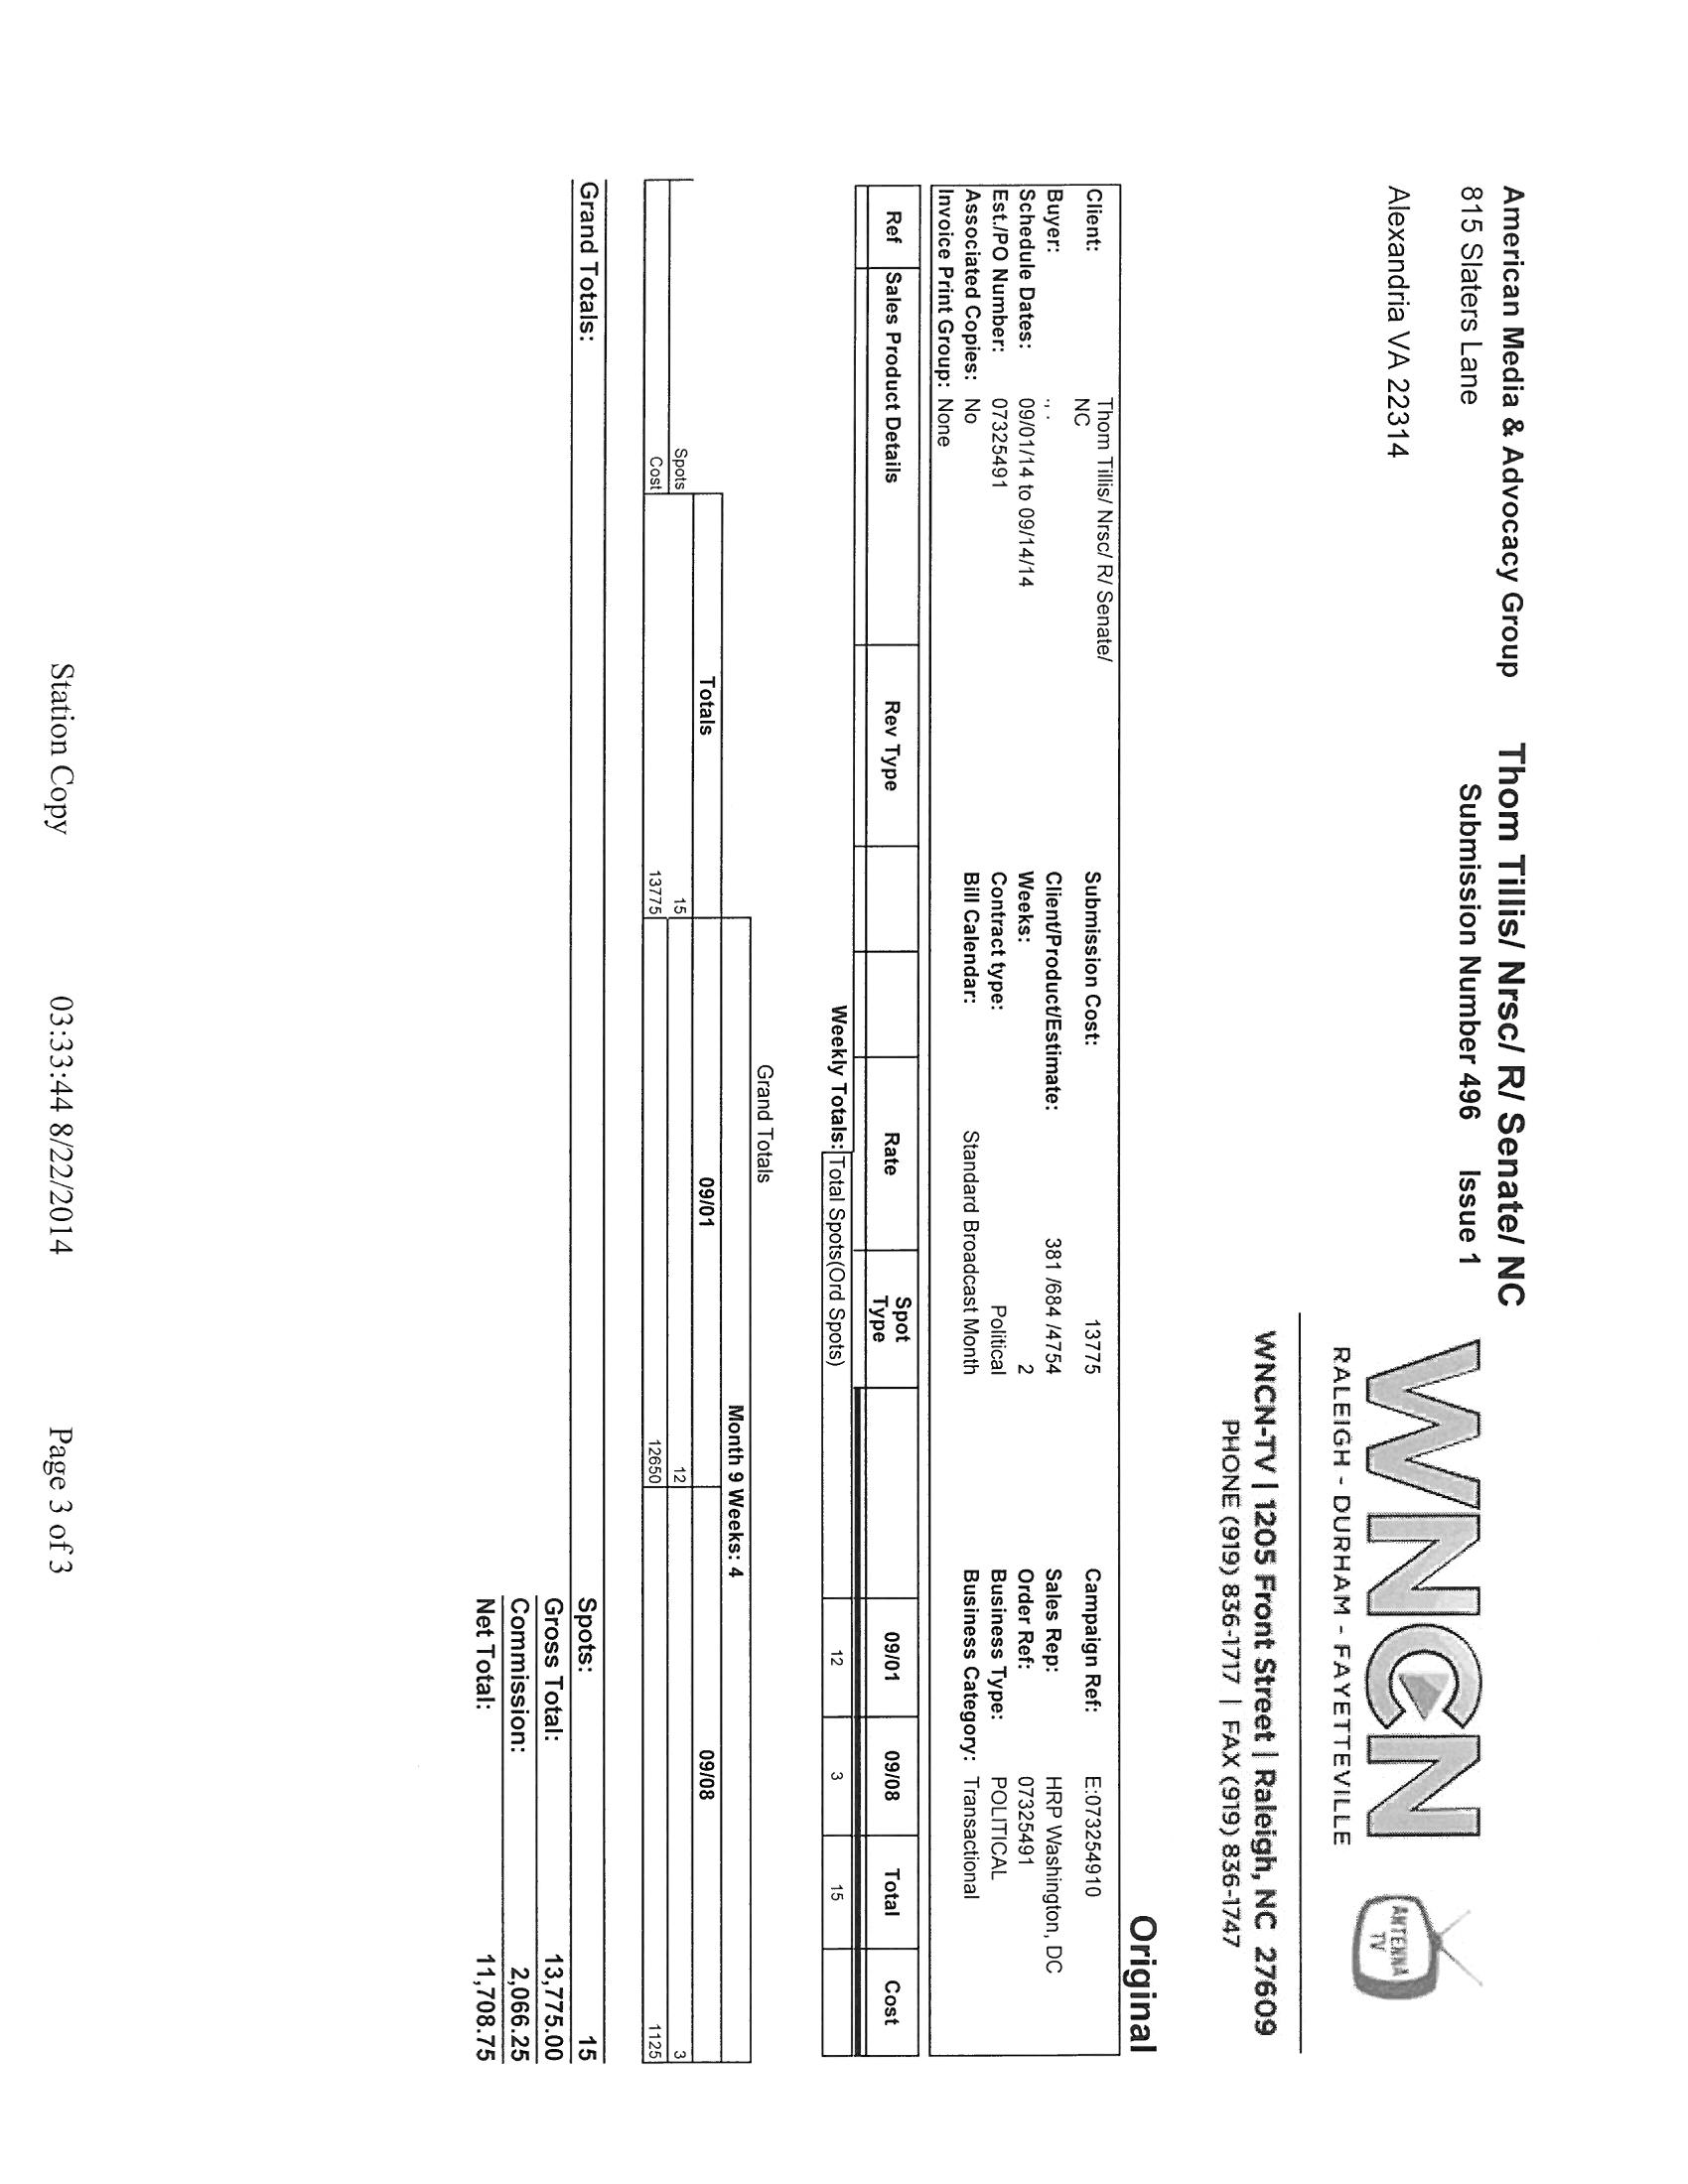 American Media & Advocacy Group
815 Slaters Lane
Alexandria VA 22314
Thom Tillis/ Nrsc/ R/ Senate/ NC
Submission Number 496 Issue 1
WNCN
RALEIGH - DURHAM - FAYETTEVILLE
ANTENNA TV
WNCN-TV | 1205 Front Street | Raleigh, NC 27609
PHONE (919) 836-1717 | FAX (919) 836-1747
Original
Client: Thom Tillis/ Nrsc/ R/ Senate/ NC Submission Cost: 13775 Campaign Ref: E:073254910
Buyer: ., . Client/Product/Estimate: 381 /684 /4754 Sales Rep: HRP Washington, DC
Schedule Dates: 09/01/14 to 09/14/14 Weeks: 2 Order Ref: 07325491
Est./PO Number: 07325491 Contract type: Political Business Type: POLITICAL
Associated Copies: No Bill Calendar: Standard Broadcast Month Business Category: Transactional
Invoice Print Group: None
Ref Sales Product Details Rev Type Rate Spot Type 09/01 09/08 Total Cost
Weekly Totals: Total Spots(Ord Spots) 12 3 15
Grand Totals
Month 9 Weeks: 4
Totals 09/01 09/08
Spots 15 12 3
Cost 13775 12650 1125
Grand Totals: Spots: 15
Gross Total: 13,775.00
Commission: 2,066.25
Net Total: 11,708.75
Station Copy 03:33:44 8/22/2014 Page 3 of 3